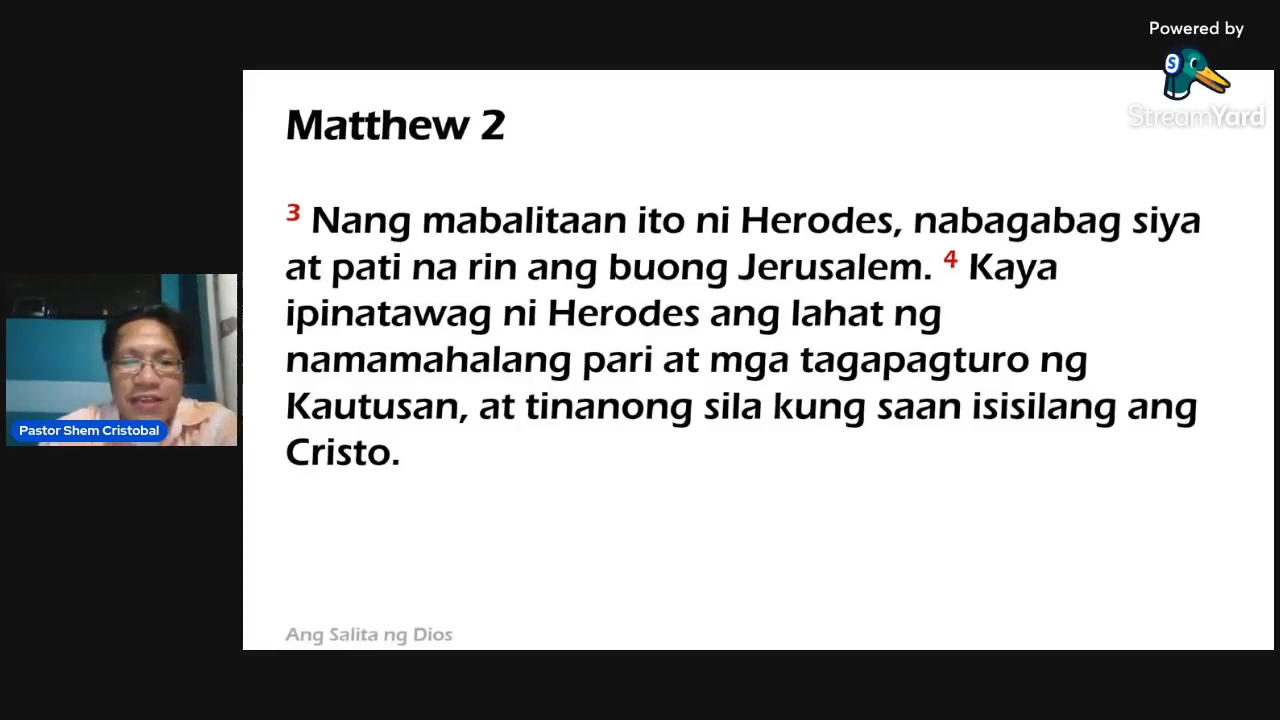 Powered by
StreamYard
Matthew 2
3 Nang mabalitaan ito ni Herodes, nabagabag siya
at pati na rin ang buong Jerusalem. 4 Kaya
ipinatawag ni Herodes ang lahat ng
namamahalang pari at mga tagapagturo ng
Kautusan, at tinanong sila kung saan isisilang ang
Cristo.
Pastor Shem Cristobal
Ang Salita ng Dios